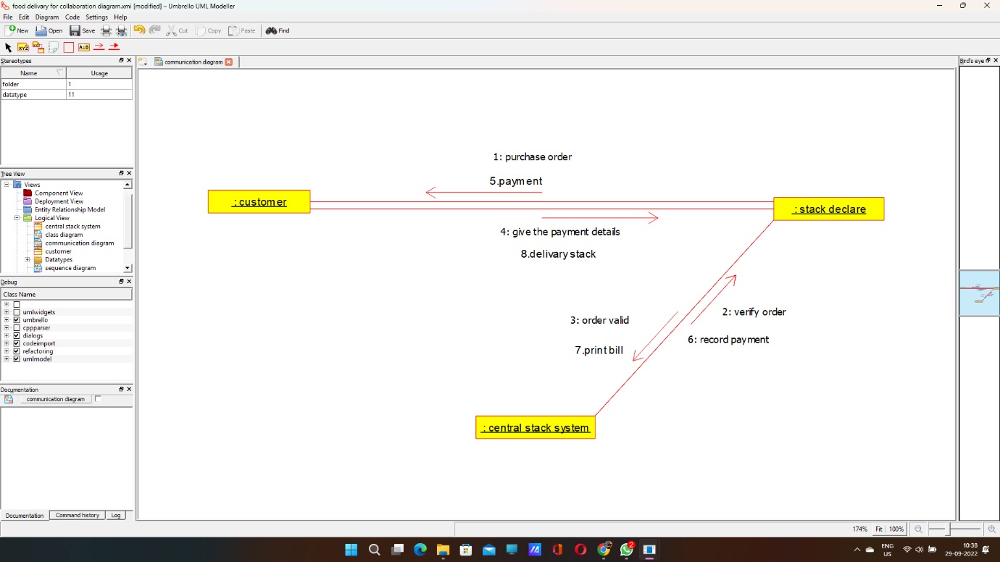 food delivary for collaboration diagram.xmi [modified] – Umbrello UML Modeller
File Edit Diagram Code Settings Help
New Open Save Cut Copy Paste Find
XYZ A:B
Stereotypes
Name Usage
folder 1
datatype 11
communication diagram
Bird's eye
Tree View
Views
Component View
Deployment View
Entity Relationship Model
Logical View
central stack system
class diagram
communication diagram
customer
Datatypes
sequence diagram
Debug
Class Name
umlwidgets
umbrello
cppparser
dialogs
codeimport
refactoring
umlmodel
Documentation
communication diagram
Documentation Command history Log
1: purchase order
5.payment
: customer
: stack declare
4: give the payment details
8.delivary stack
2: verify order
3: order valid
6: record payment
7.print bill
: central stack system
174% Fit 100%
2
ENG
US
10:38
29-09-2022